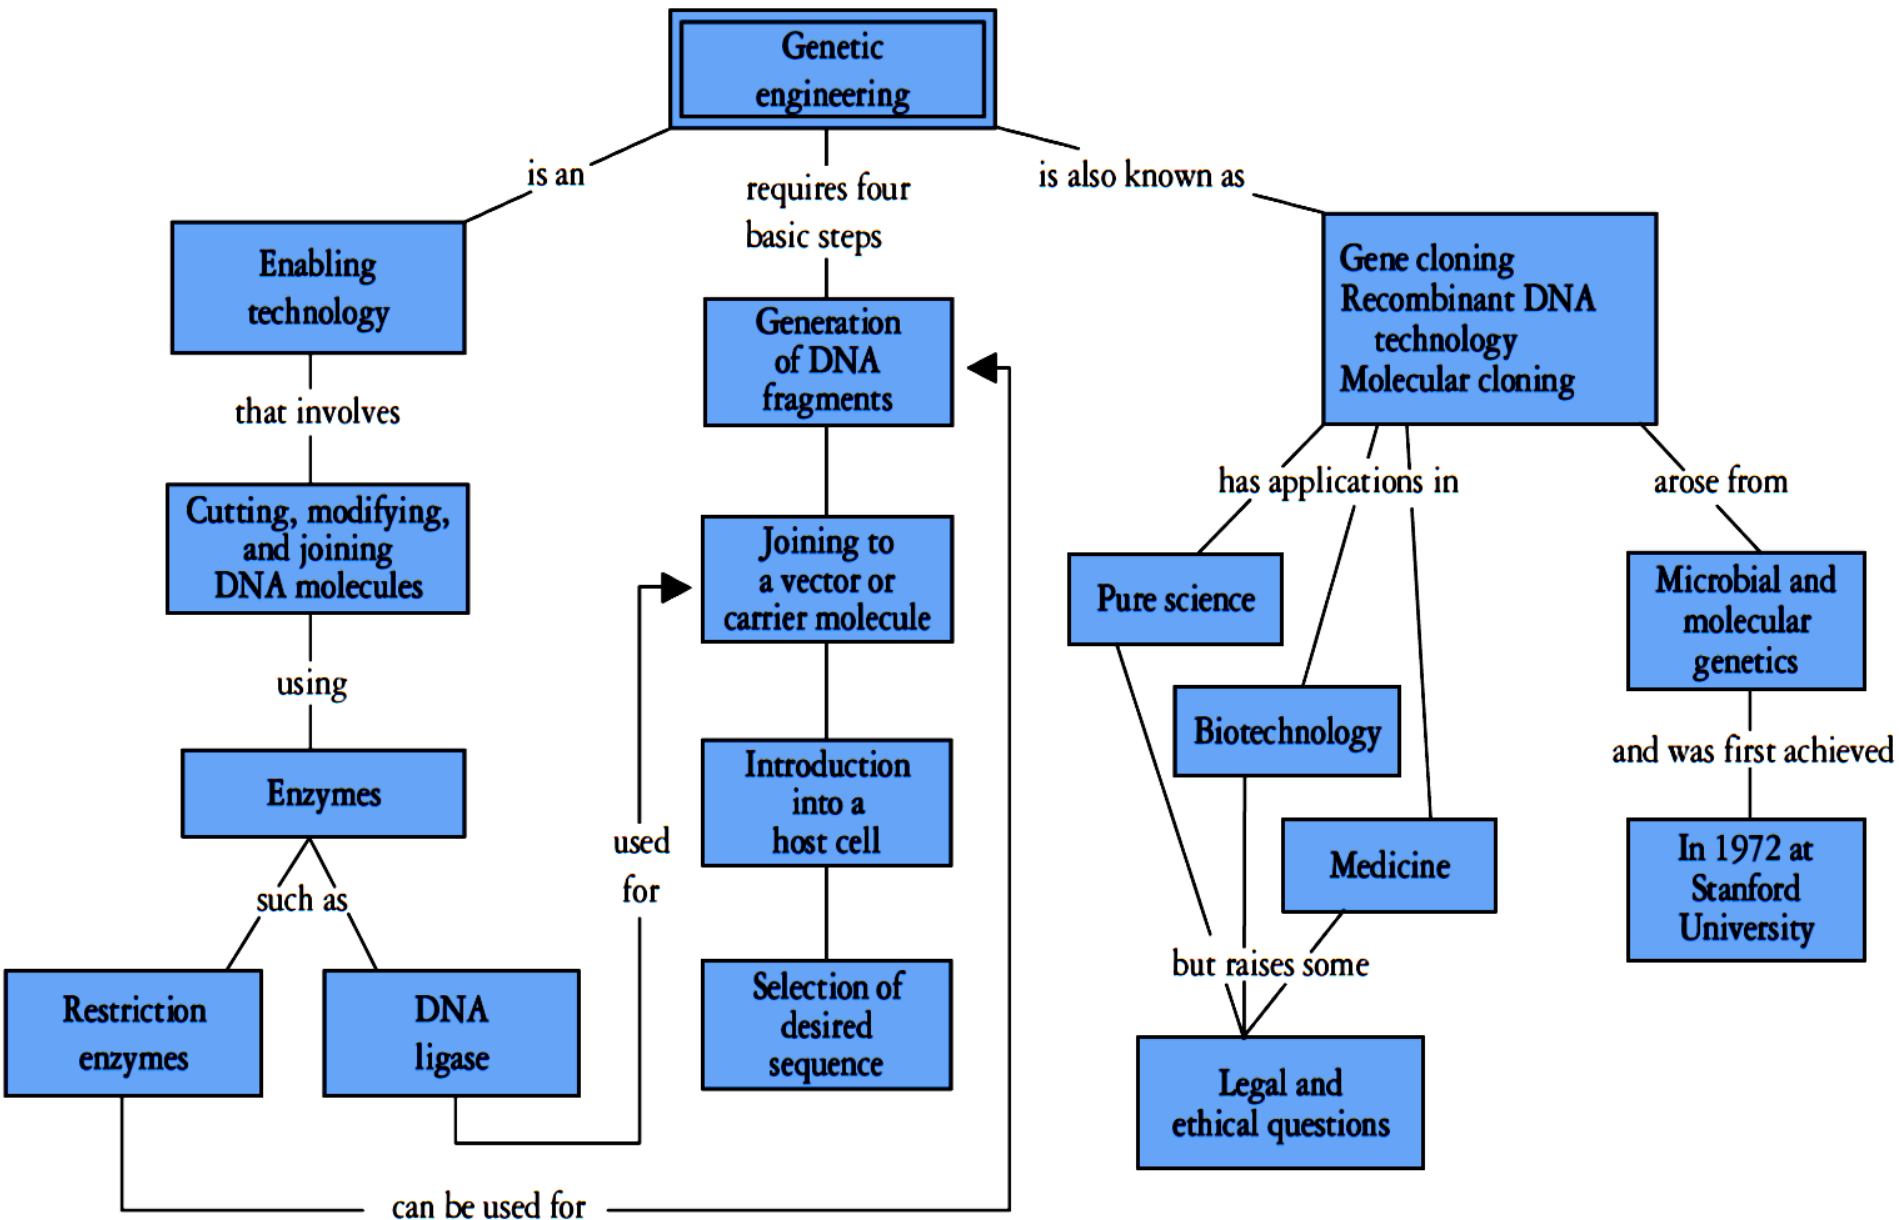 Genetic
engineering
is an
requires four
basic steps
is also known as
Enabling
technology
that involves
Cutting, modifying,
and joining
DNA molecules
using
Enzymes
such as
Restriction
enzymes
DNA
ligase
used
for
can be used for
Generation
of DNA
fragments
Joining to
a vector or
carrier molecule
Introduction
into a
host cell
Selection of
desired
sequence
Gene cloning
Recombinant DNA
technology
Molecular cloning
has applications in
arose from
Pure science
Biotechnology
Medicine
but raises some
Legal and
ethical questions
Microbial and
molecular
genetics
and was first achieved
In 1972 at
Stanford
University